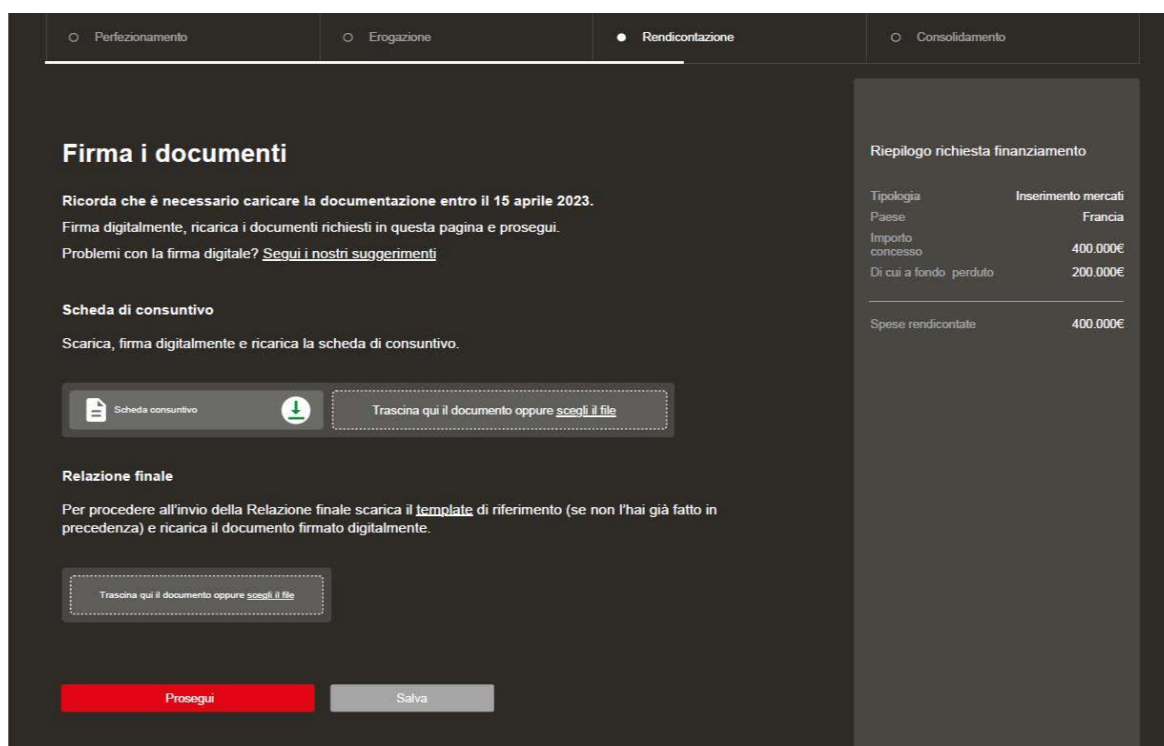 Perfezionamento
Erogazione
Rendicontazione
Consolidamento
Firma i documenti
Ricorda che è necessario caricare la documentazione entro il 15 aprile 2023.
Firma digitalmente, ricarica i documenti richiesti in questa pagina e prosegui.
Problemi con la firma digitale? Segui i nostri suggerimenti
Scheda di consuntivo
Scarica, firma digitalmente e ricarica la scheda di consuntivo.
Scheda consuntivo
Trascina qui il documento oppure scegli il file
Relazione finale
Per procedere all'invio della Relazione finale scarica il template di riferimento (se non l'hai già fatto in
precedenza) e ricarica il documento firmato digitalmente.
Trascina qui il documento oppure scegli il file
Prosegui
Salva
Riepilogo richiesta finanziamento
Tipologia Inserimento mercati
Paese Francia
Importo
concesso 400.000€
Di cui a fondo perduto 200.000€
Spese rendicontate 400.000€